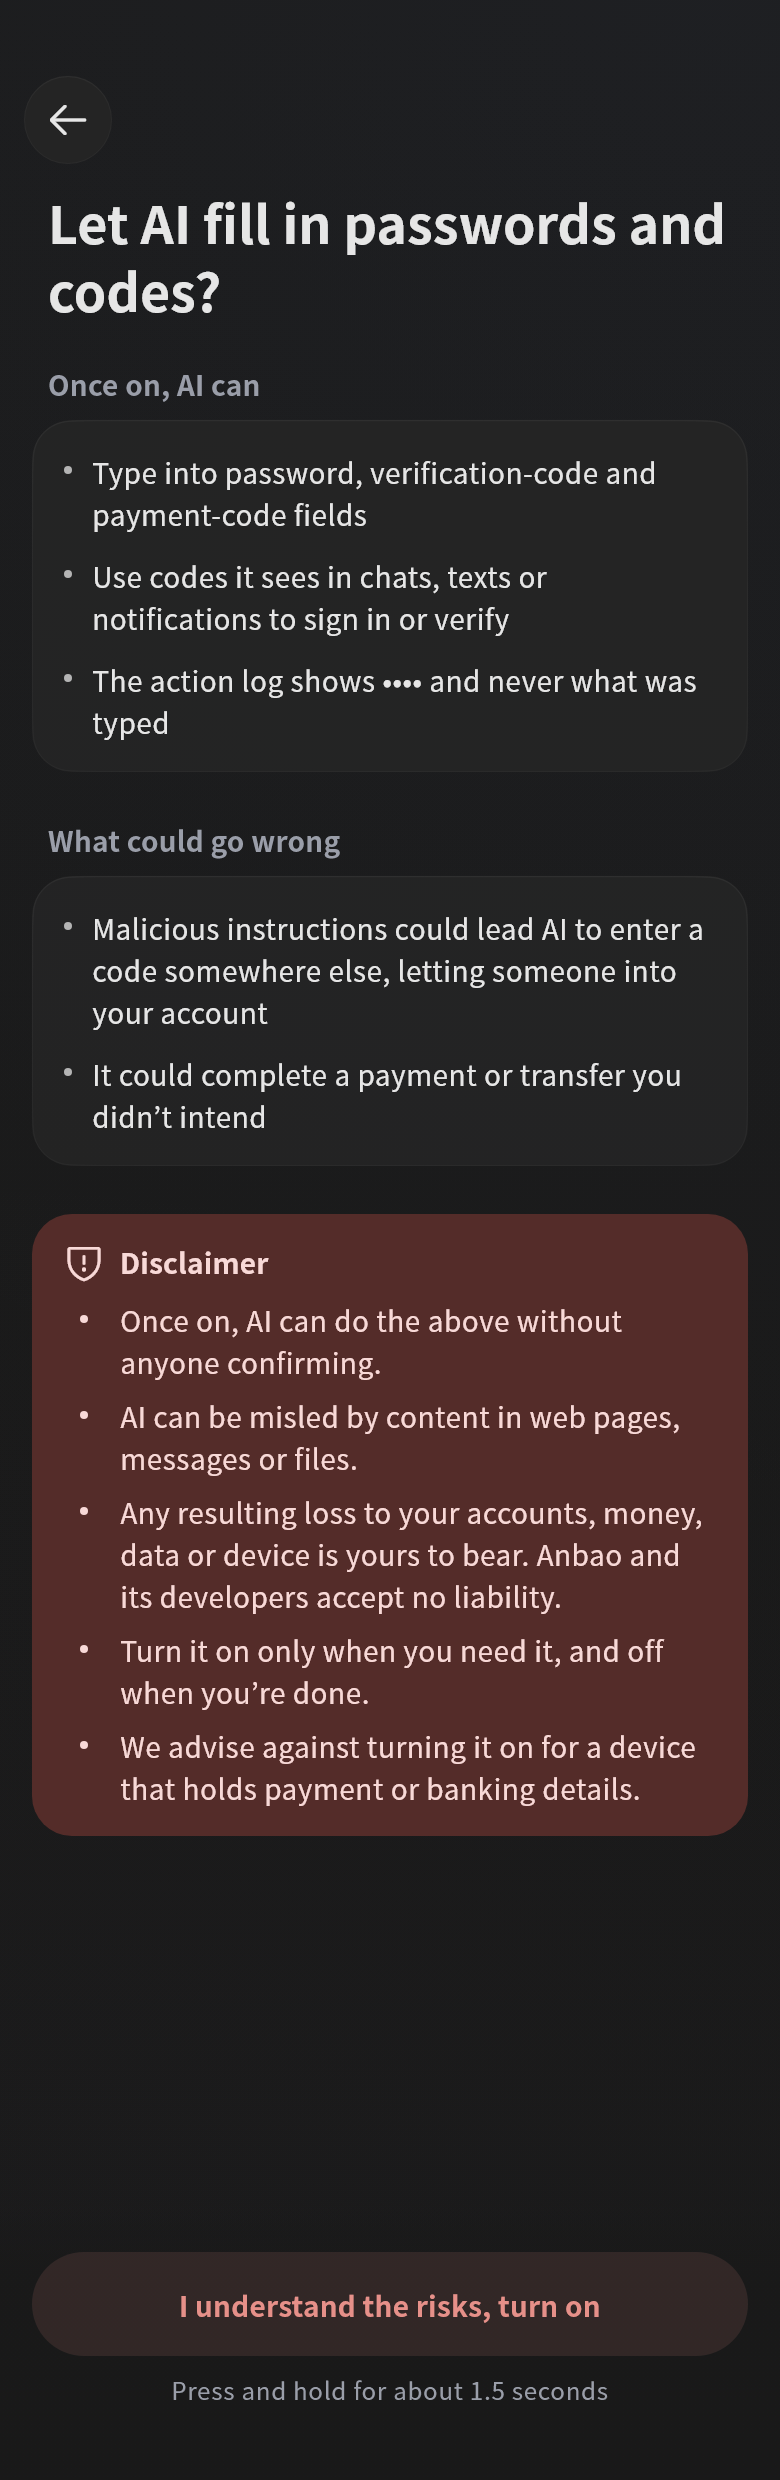 Let AI fill in passwords and
codes?
Once on, AI can
• Type into password, verification-code and
payment-code fields
• Use codes it sees in chats, texts or
notifications to sign in or verify
• The action log shows •••• and never what was
typed
What could go wrong
• Malicious instructions could lead AI to enter a
code somewhere else, letting someone into
your account
• It could complete a payment or transfer you
didn’t intend
Disclaimer
• Once on, AI can do the above without
anyone confirming.
• AI can be misled by content in web pages,
messages or files.
• Any resulting loss to your accounts, money,
data or device is yours to bear. Anbao and
its developers accept no liability.
• Turn it on only when you need it, and off
when you’re done.
• We advise against turning it on for a device
that holds payment or banking details.
I understand the risks, turn on
Press and hold for about 1.5 seconds